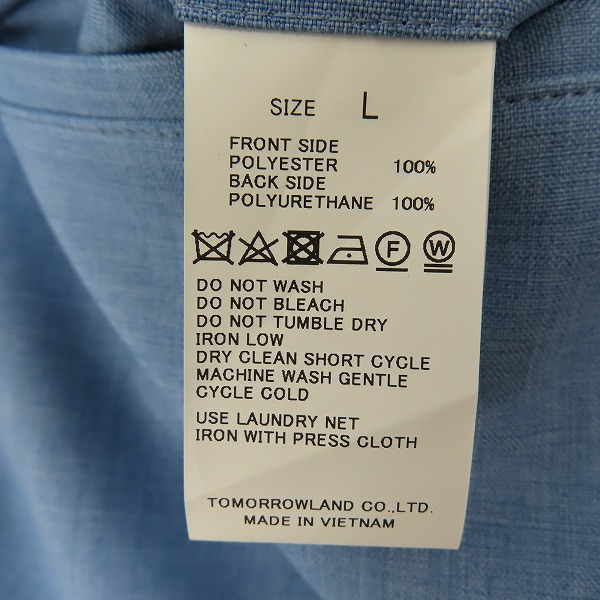 SIZE L
FRONT SIDE
POLYESTER 100%
BACK SIDE
POLYURETHANE 100%
F W
DO NOT WASH
DO NOT BLEACH
DO NOT TUMBLE DRY
IRON LOW
DRY CLEAN SHORT CYCLE
MACHINE WASH GENTLE
CYCLE COLD
USE LAUNDRY NET
IRON WITH PRESS CLOTH
TOMORROWLAND CO.,LTD.
MADE IN VIETNAM